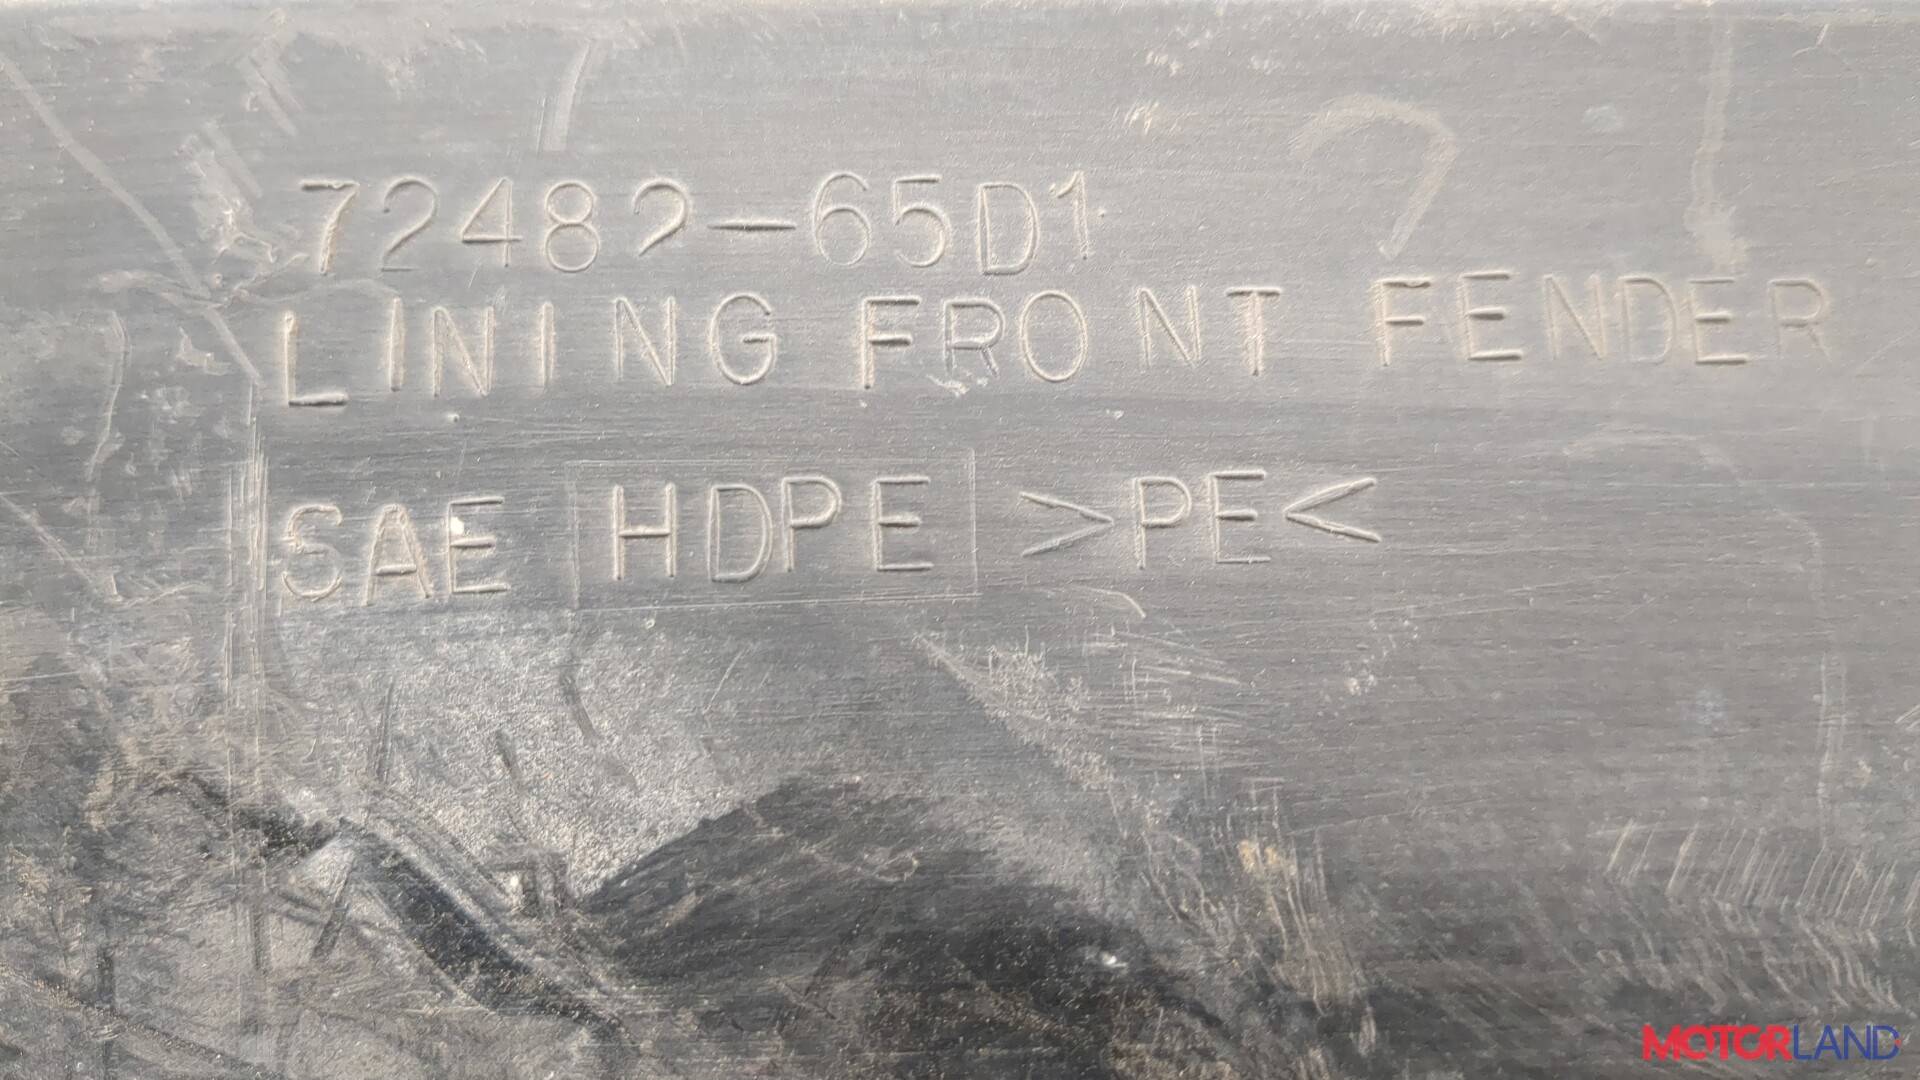 72482-65D1
LINING FRONT FENDER
SAE HDPE >PE<
MOTORLAND